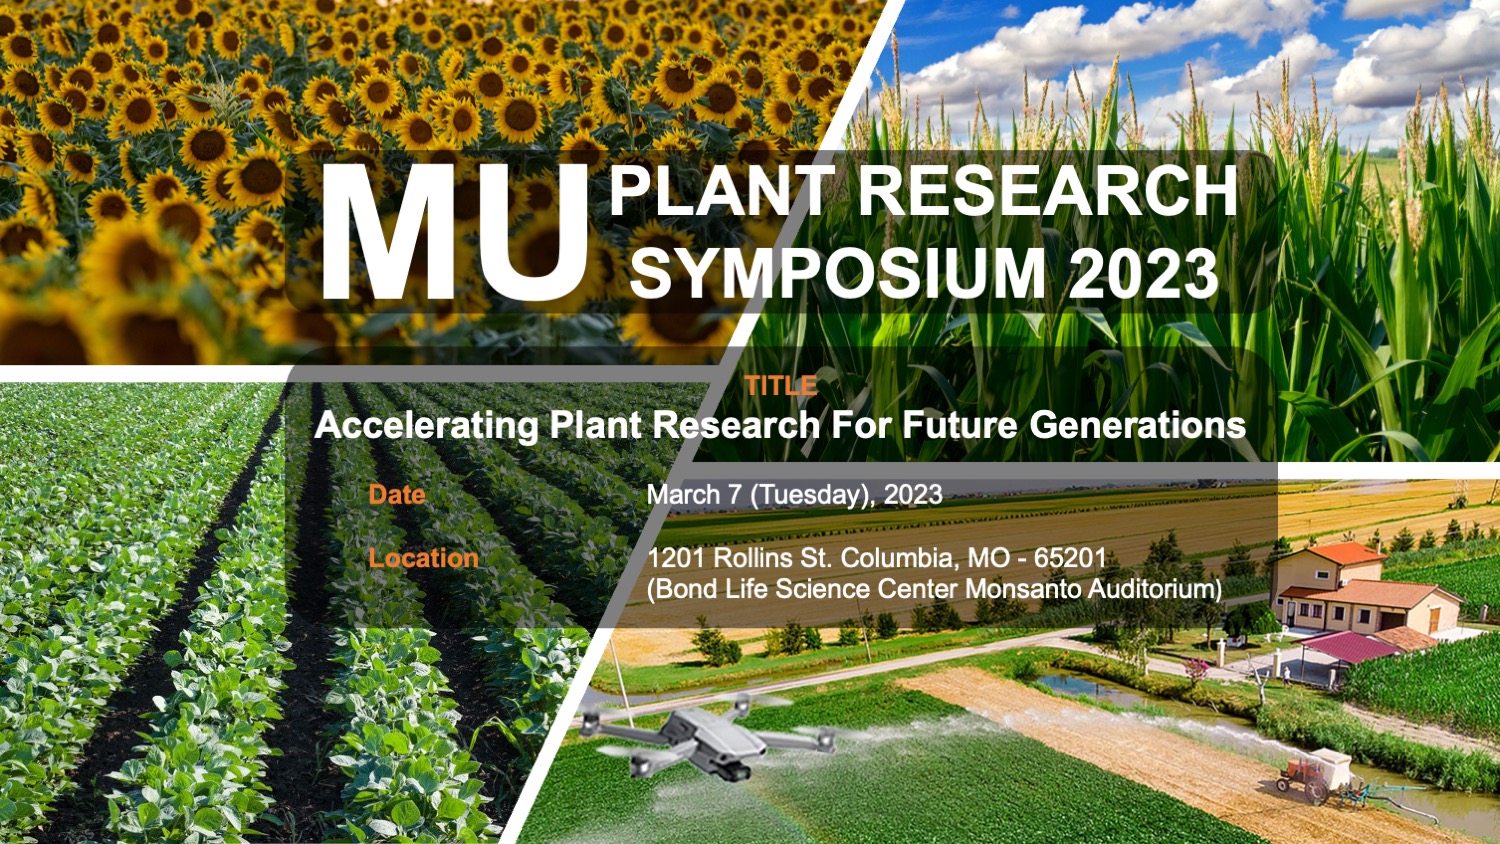 MU PLANT RESEARCH
SYMPOSIUM 2023
TITLE
Accelerating Plant Research For Future Generations
Date March 7 (Tuesday), 2023
Location 1201 Rollins St. Columbia, MO - 65201
(Bond Life Science Center Monsanto Auditorium)